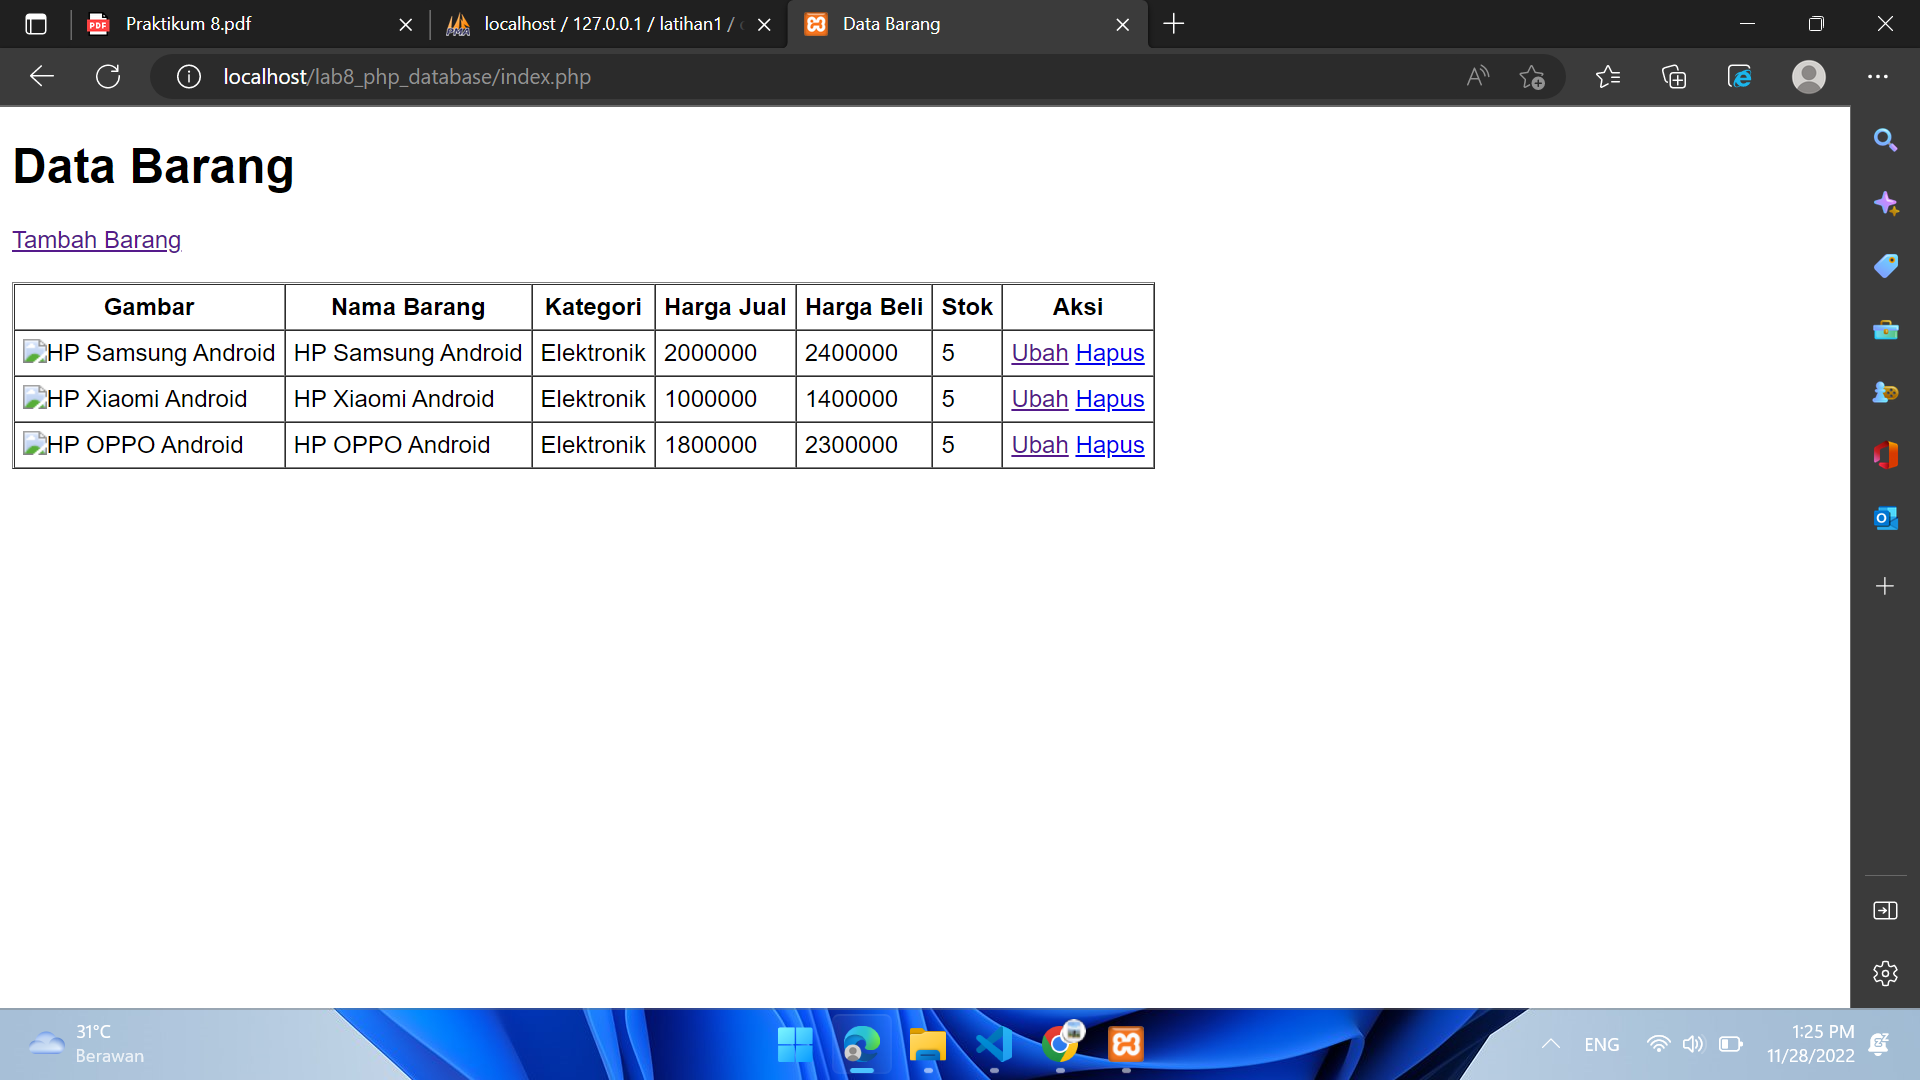 Praktikum 8.pdf
localhost / 127.0.0.1 / latihan1 /
Data Barang
localhost/lab8_php_database/index.php
Data Barang
Tambah Barang
Gambar Nama Barang Kategori Harga Jual Harga Beli Stok Aksi
HP Samsung Android HP Samsung Android Elektronik 2000000 2400000 5 Ubah Hapus
HP Xiaomi Android HP Xiaomi Android Elektronik 1000000 1400000 5 Ubah Hapus
HP OPPO Android HP OPPO Android Elektronik 1800000 2300000 5 Ubah Hapus
31°C
Berawan
ENG
1:25 PM
11/28/2022